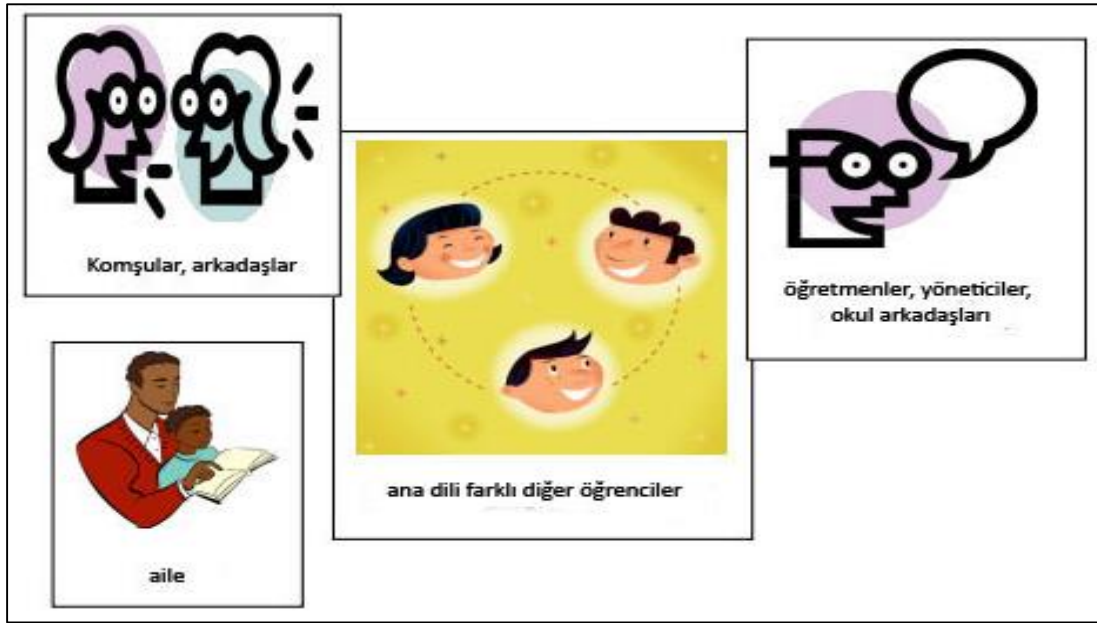 Komşular, arkadaşlar
öğretmenler, yöneticiler,
okul arkadaşları
ana dili farklı diğer öğrenciler
aile